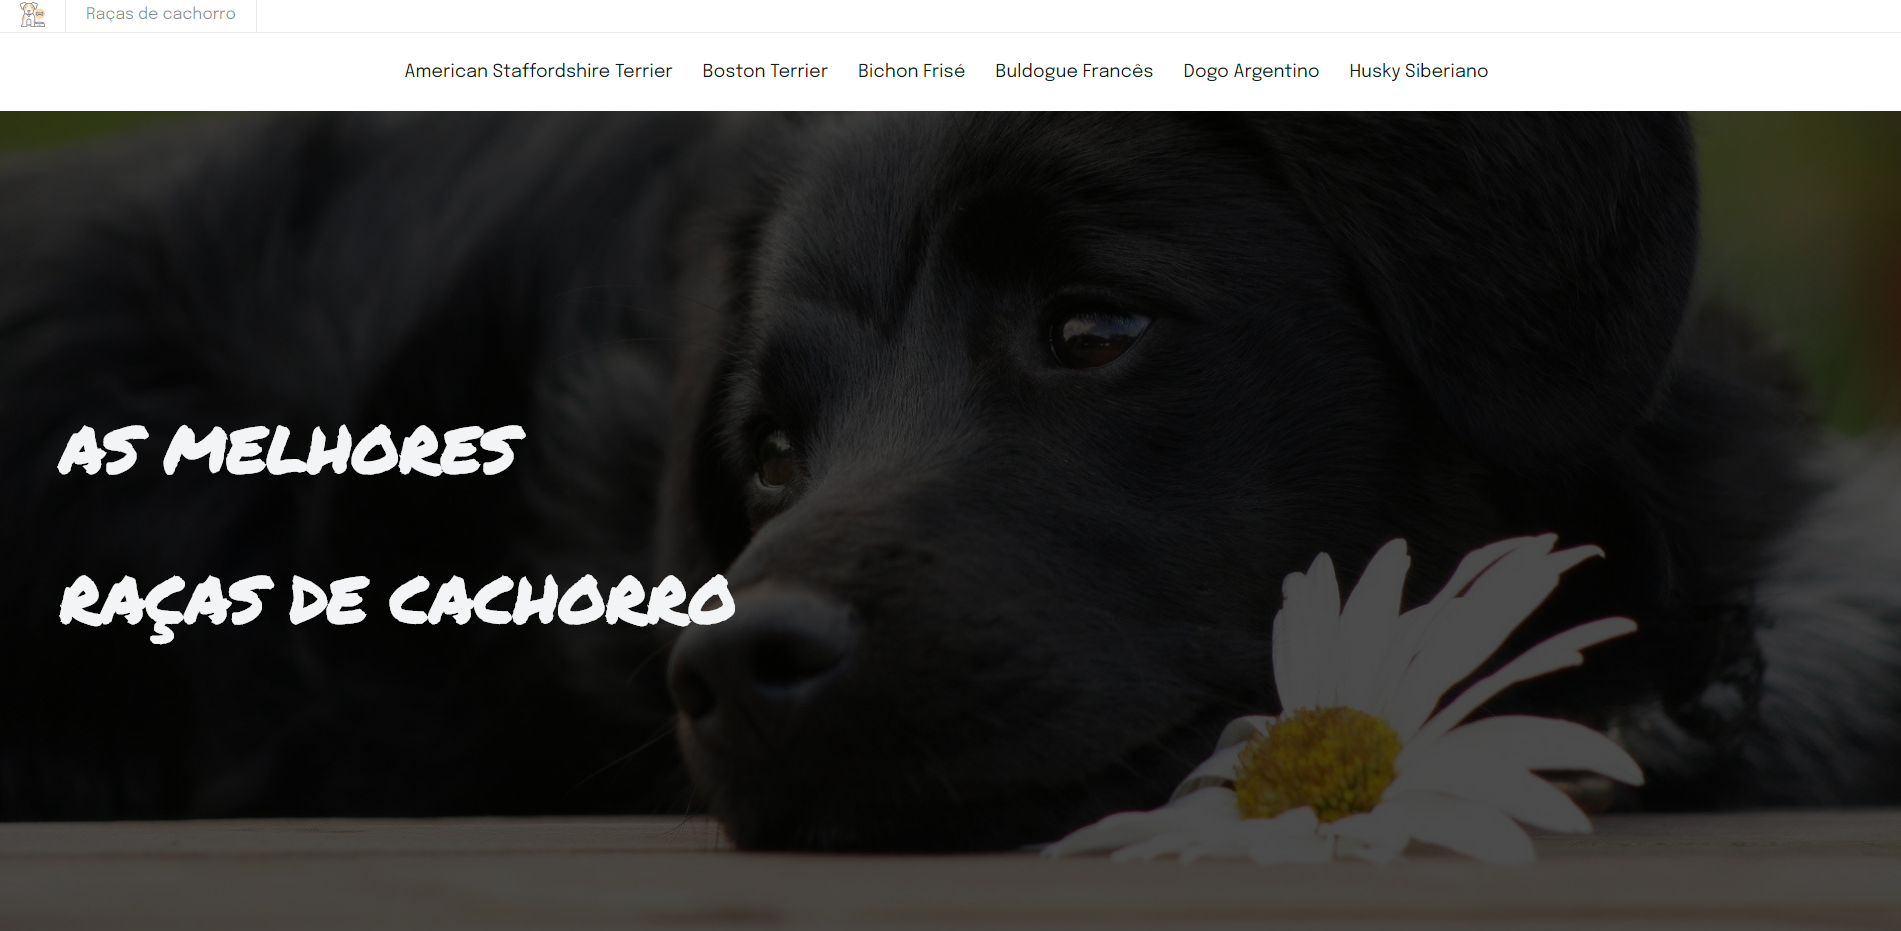 Raças de cachorro
American Staffordshire Terrier Boston Terrier Bichon Frisé Buldogue Francês Dogo Argentino Husky Siberiano
AS MELHORES
RAÇAS DE CACHORRO